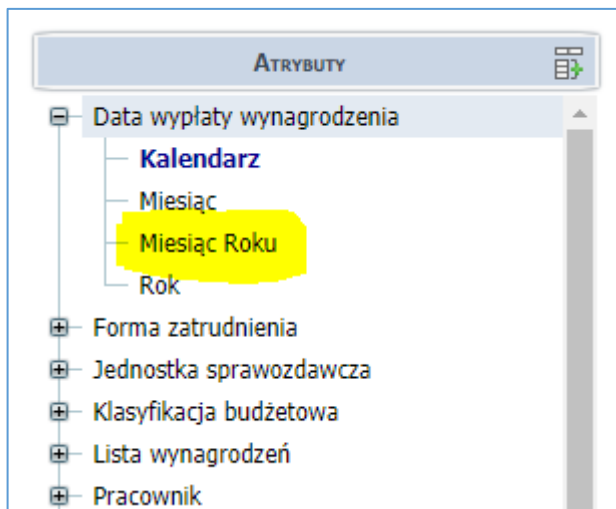 ATRYBUTY
Data wypłaty wynagrodzenia
Kalendarz
Miesiąc
Miesiąc Roku
Rok
Forma zatrudnienia
Jednostka sprawozdawcza
Klasyfikacja budżetowa
Lista wynagrodzeń
Pracownik